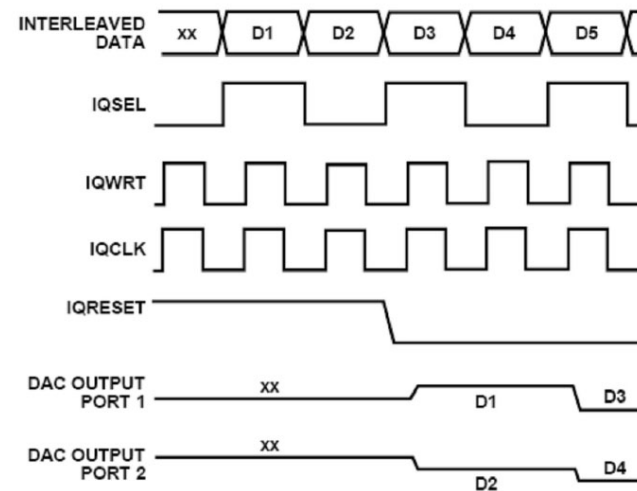 INTERLEAVED DATA
xx D1 D2 D3 D4 D5
IQSEL
IQWRT
IQCLK
IQRESET
DAC OUTPUT PORT 1
xx
D1
D3
DAC OUTPUT PORT 2
xx
D2
D4